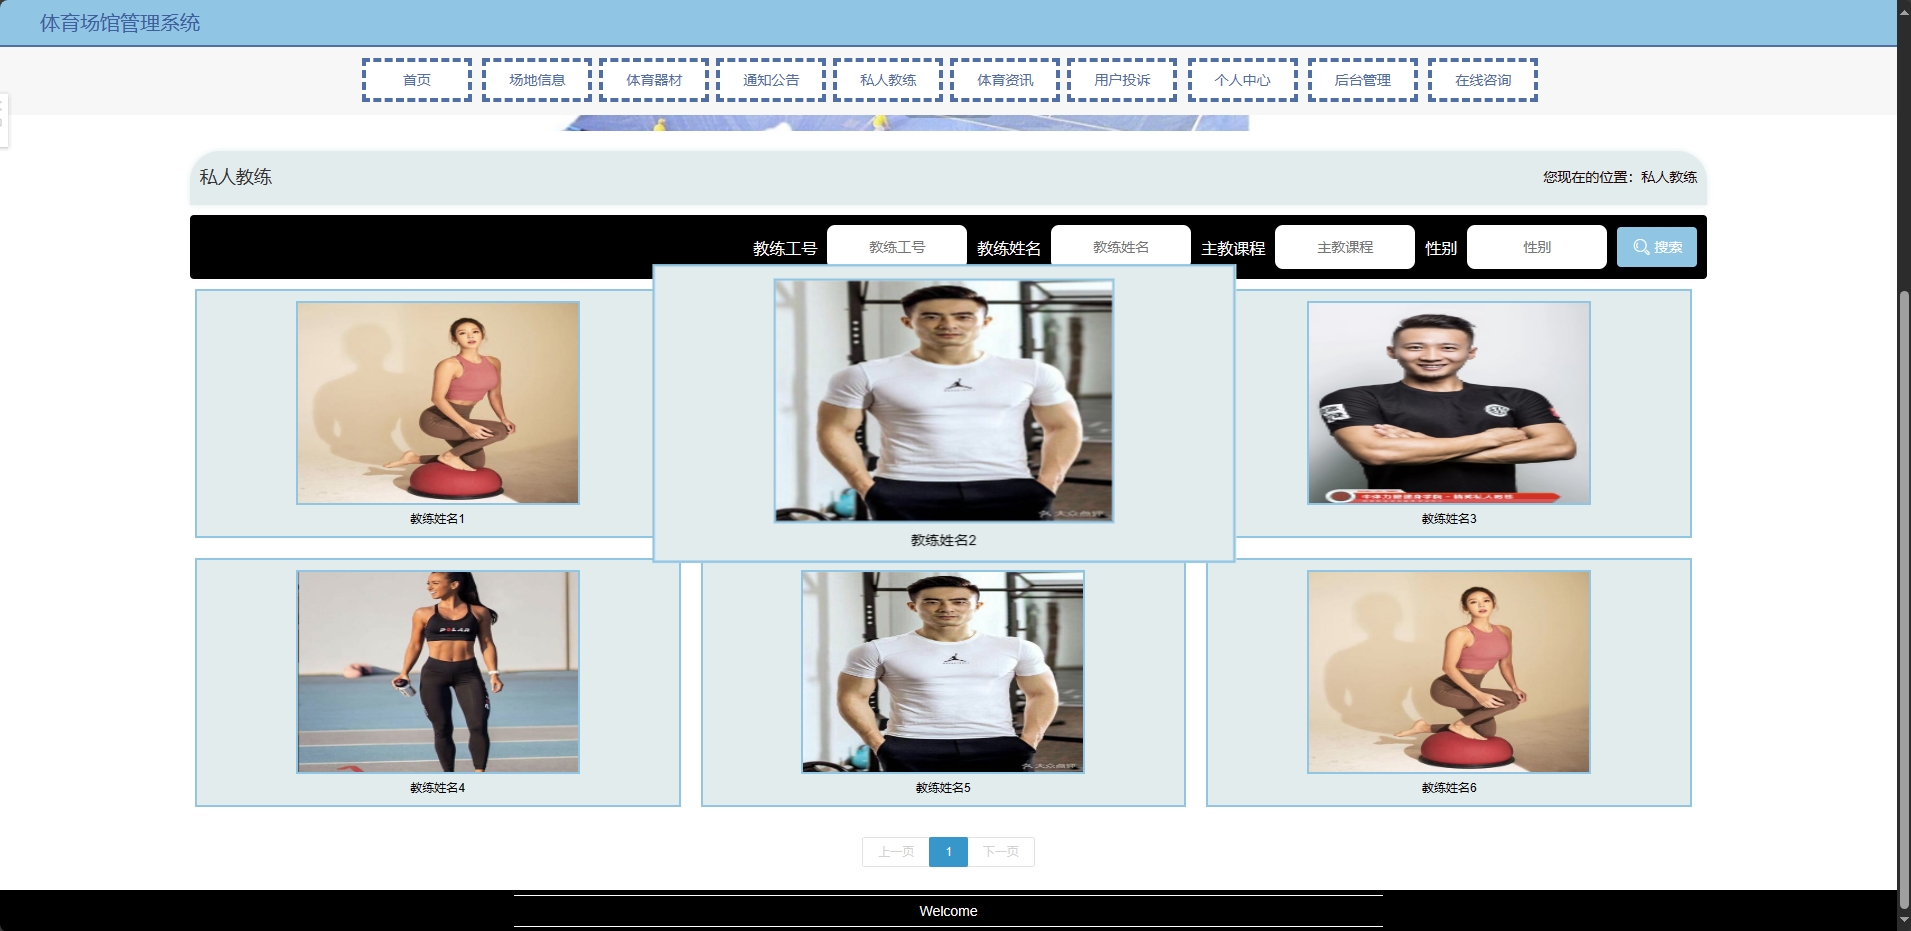 体育场馆管理系统
首页
场地信息
体育器材
通知公告
私人教练
体育资讯
用户投诉
个人中心
后台管理
在线咨询
私人教练
您现在的位置：私人教练
教练工号 教练工号 教练姓名 教练姓名 主教课程 主教课程 性别 性别 搜索
教练姓名1
教练姓名2
教练姓名3
POLAR
教练姓名4
教练姓名5
教练姓名6
上一页 1 下一页
Welcome